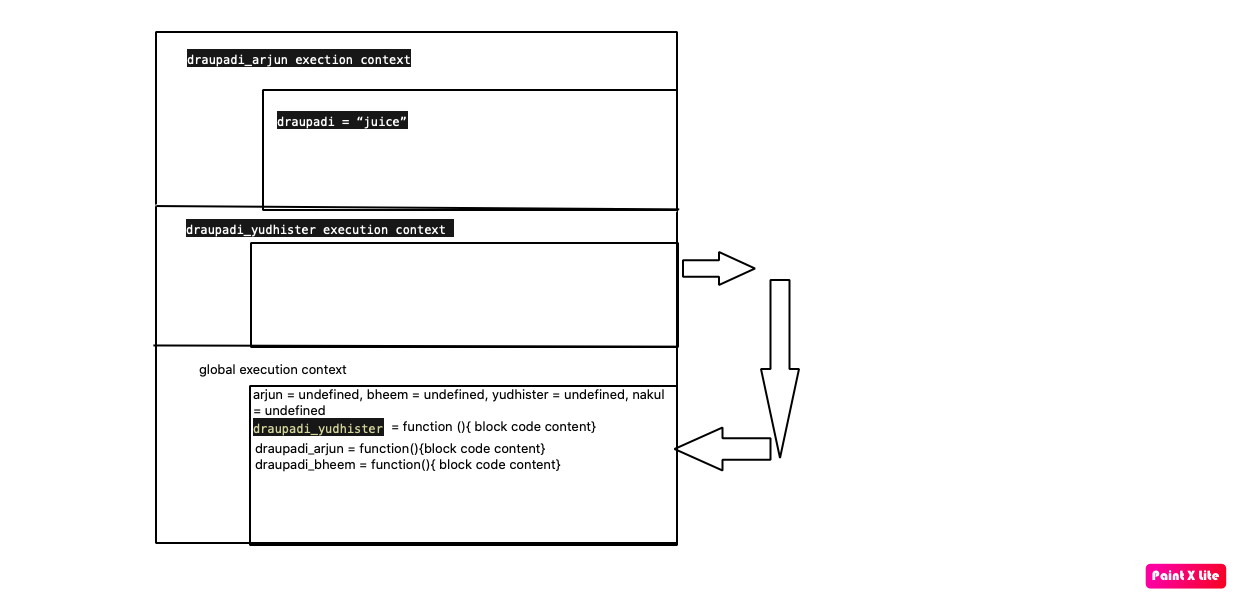 draupadi_arjun exection context
draupadi = “juice”
draupadi_yudhister execution context
global execution context
arjun = undefined, bheem = undefined, yudhister = undefined, nakul
= undefined
draupadi_yudhister = function (){ block code content}
draupadi_arjun = function(){block code content}
draupadi_bheem = function(){ block code content}
Paint X Lite